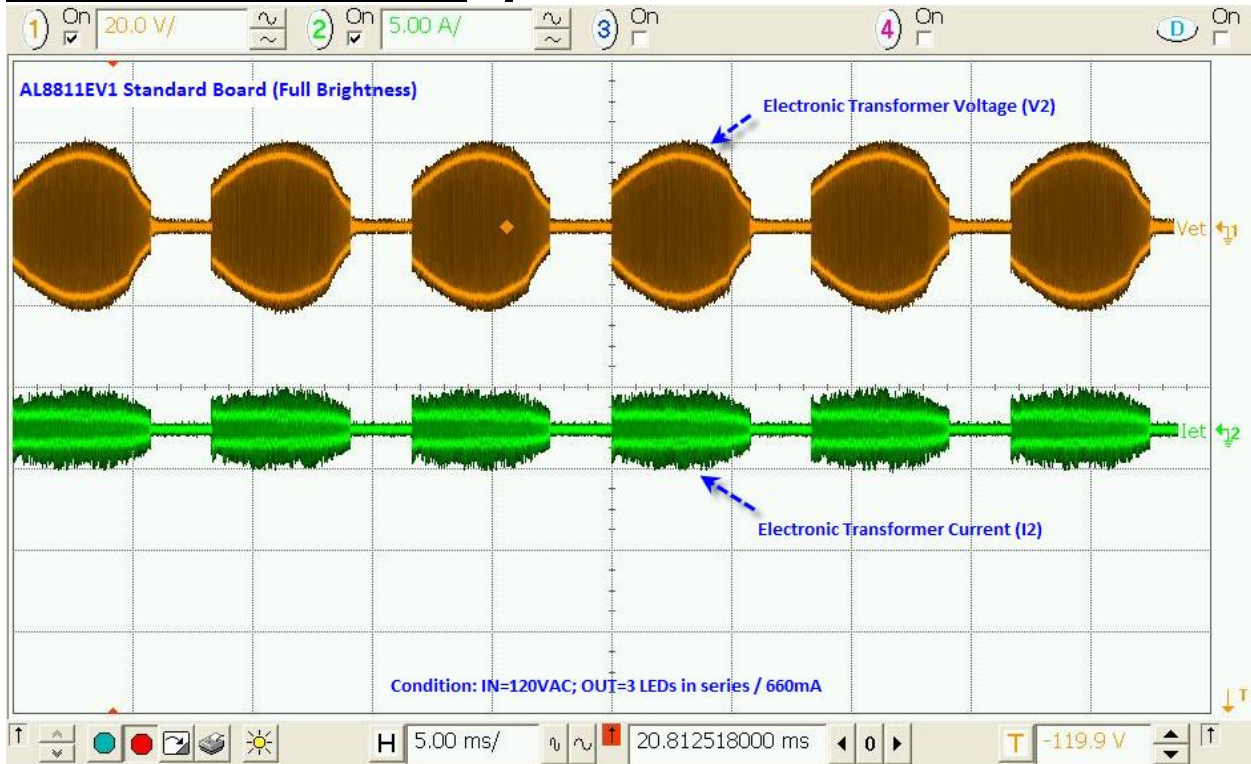 1 On 20.0 V/ 2 On 5.00 A/ 3 On 4 On D On
AL8811EV1 Standard Board (Full Brightness)
Electronic Transformer Voltage (V2)
Vet 1
Iet 2
Electronic Transformer Current (I2)
Condition: IN=120VAC; OUT=3 LEDs in series / 660mA
T
H 5.00 ms/ 20.812518000 ms 0 T -119.9 V